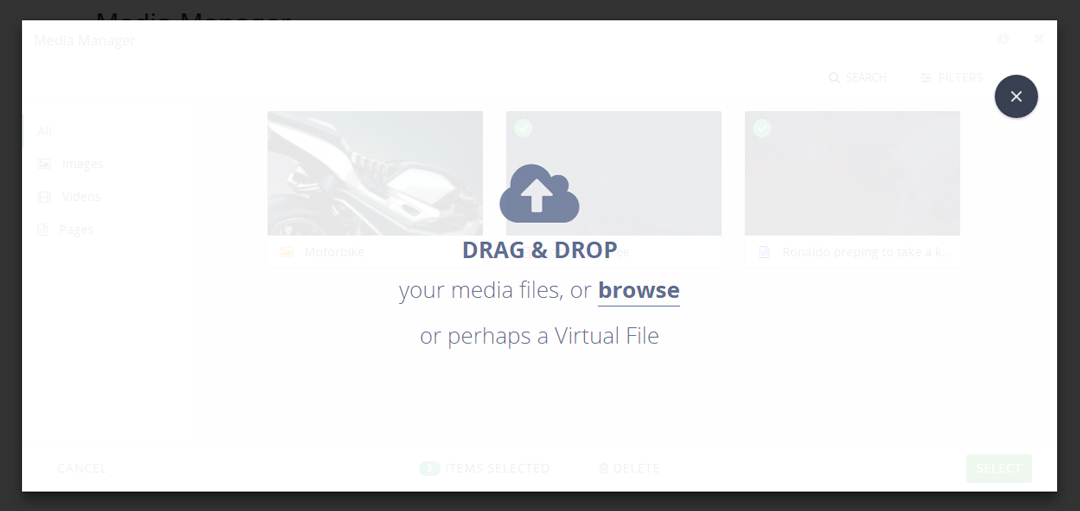 Media Manager
Media Manager
SEARCH
FILTERS
All
Images
Videos
Pages
Motorbike
Ronaldo preping to take a k...
DRAG & DROP
your media files, or browse
or perhaps a Virtual File
CANCEL
2 ITEMS SELECTED
DELETE
SELECT